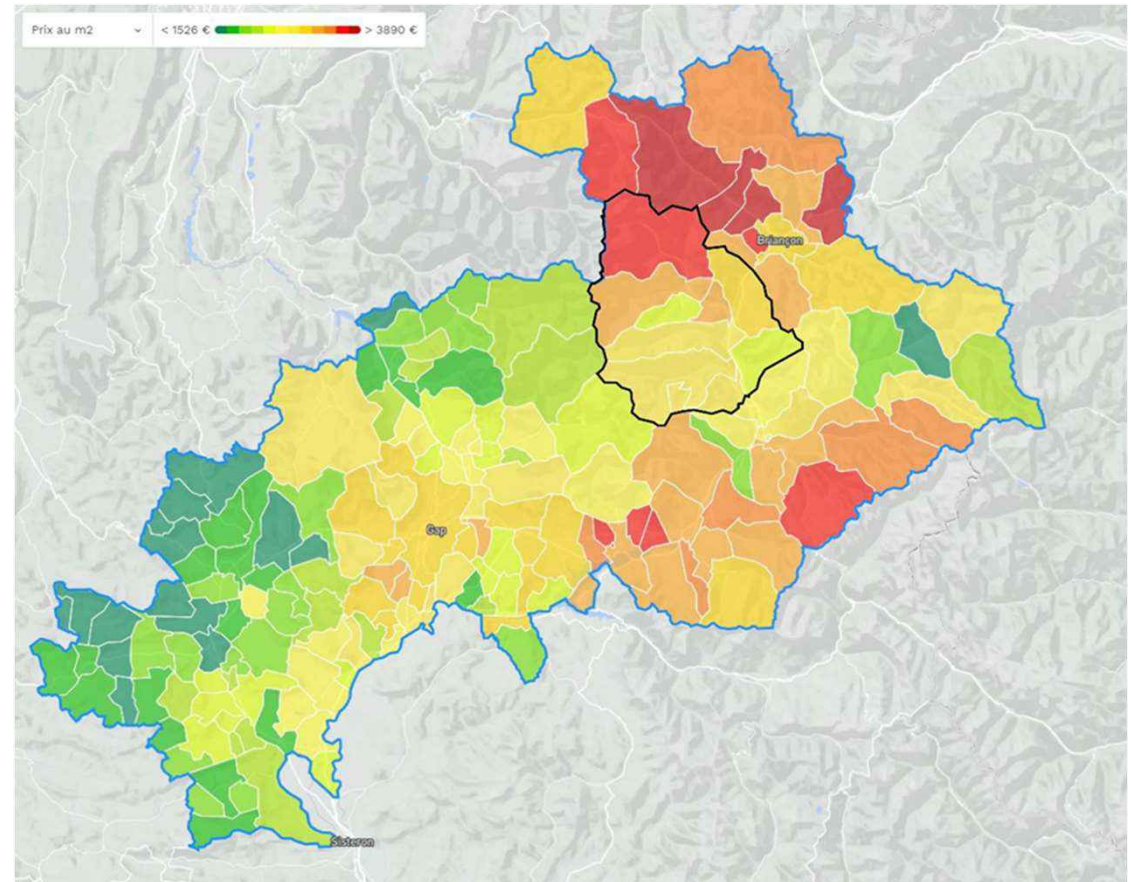 Prix au m2
< 1526 €
> 3890 €
Briançon
Gap
Sisteron